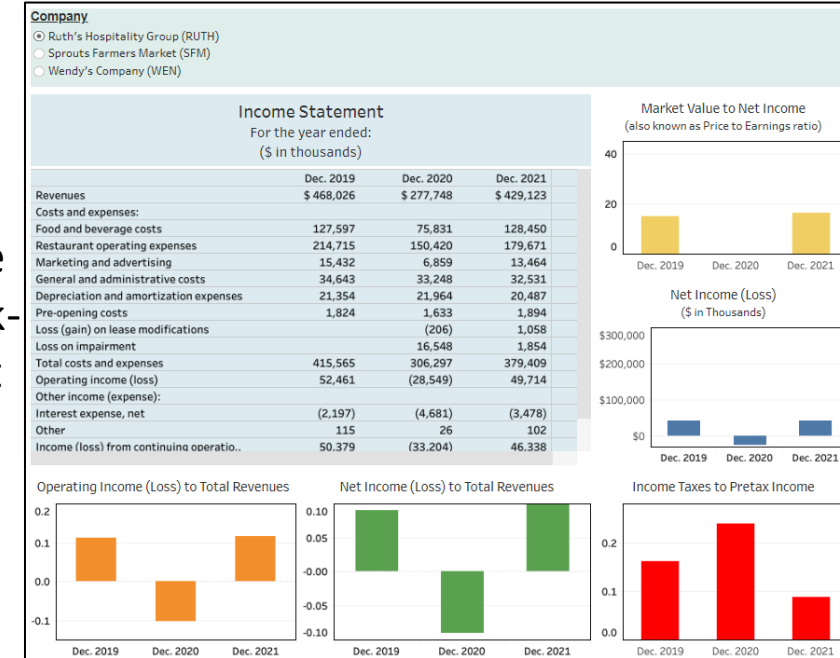 Company
Ruth's Hospitality Group (RUTH)
Sprouts Farmers Market (SFM)
Wendy's Company (WEN)
Income Statement
For the year ended:
($ in thousands)
Dec. 2019 Dec. 2020 Dec. 2021
Revenues $ 468,026 $ 277,748 $ 429,123
Costs and expenses:
Food and beverage costs 127,597 75,831 128,450
Restaurant operating expenses 214,715 150,420 179,671
Marketing and advertising 15,432 6,859 13,464
General and administrative costs 34,643 33,248 32,531
Depreciation and amortization expenses 21,354 21,964 20,487
Pre-opening costs 1,824 1,633 1,894
Loss (gain) on lease modifications (206) 1,058
Loss on impairment 16,548 1,854
Total costs and expenses 415,565 306,297 379,409
Operating income (loss) 52,461 (28,549) 49,714
Other income (expense):
Interest expense, net (2,197) (4,681) (3,478)
Other 115 26 102
Income (loss) from continuing operatio.. 50,379 (33,204) 46,338
Market Value to Net Income
(also known as Price to Earnings ratio)
40
20
0
Dec. 2019 Dec. 2020 Dec. 2021
Net Income (Loss)
($ in Thousands)
$300,000
$200,000
$100,000
$0
Dec. 2019 Dec. 2020 Dec. 2021
Operating Income (Loss) to Total Revenues
0.2
0.1
0.0
-0.1
Dec. 2019 Dec. 2020 Dec. 2021
Net Income (Loss) to Total Revenues
0.10
0.05
-0.00
-0.05
-0.10
Dec. 2019 Dec. 2020 Dec. 2021
Income Taxes to Pretax Income
0.2
0.1
0.0
Dec. 2019 Dec. 2020 Dec. 2021